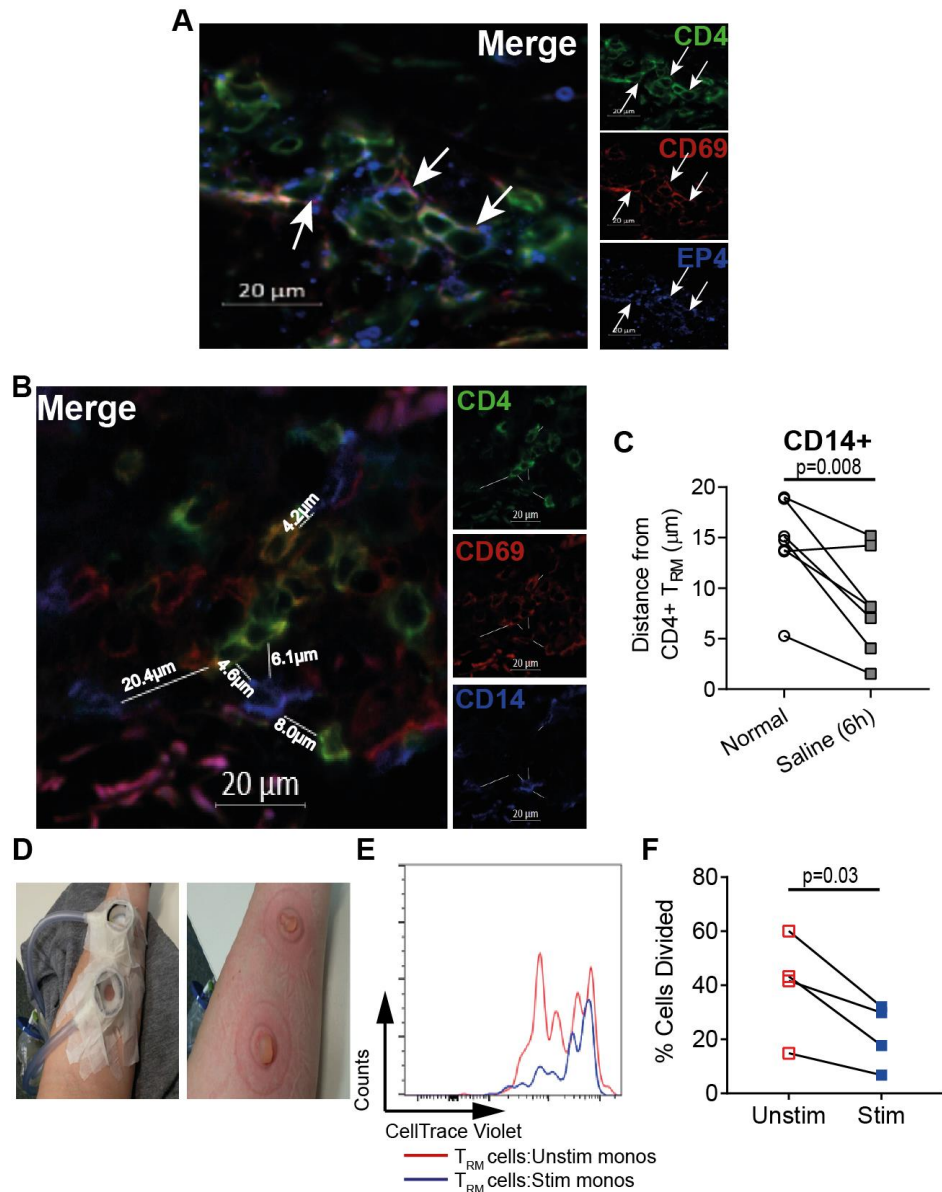 A
Merge
20 μm
CD4
20 μm
CD69
20 μm
EP4
20 μm
B
Merge
4.2μm
20.4μm
4.6μm
6.1μm
8.0μm
20 μm
CD4
20 μm
CD69
20 μm
CD14
20 μm
C
CD14+
p=0.008
Distance from
CD4+ TRM (μm)
20
15
10
5
0
Normal
Saline (6h)
D
E
Counts
CellTrace Violet
TRM cells:Unstim monos
TRM cells:Stim monos
F
p=0.03
% Cells Divided
80
60
40
20
0
Unstim
Stim